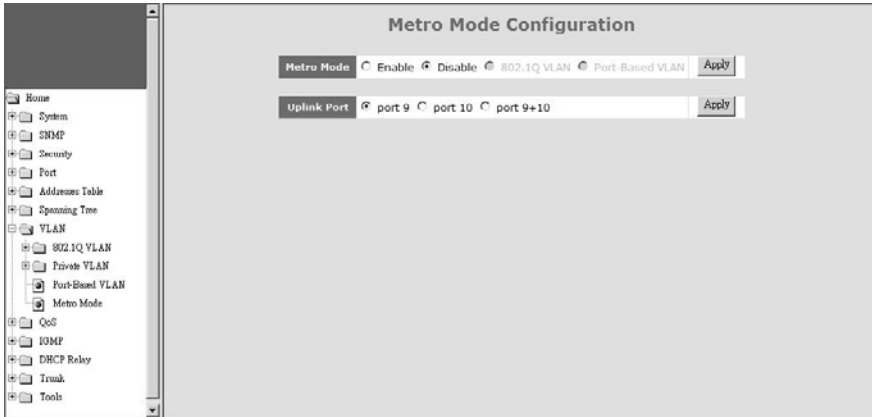 Metro Mode Configuration
Metro Mode Enable Disable 802.1Q VLAN Port-Based VLAN Apply
Uplink Port port 9 port 10 port 9+10 Apply
Home
System
SNMP
Security
Port
Addresses Table
Spanning Tree
VLAN
802.1Q VLAN
Private VLAN
Port-Based VLAN
Metro Mode
QoS
IGMP
DHCP Relay
Trunk
Tools